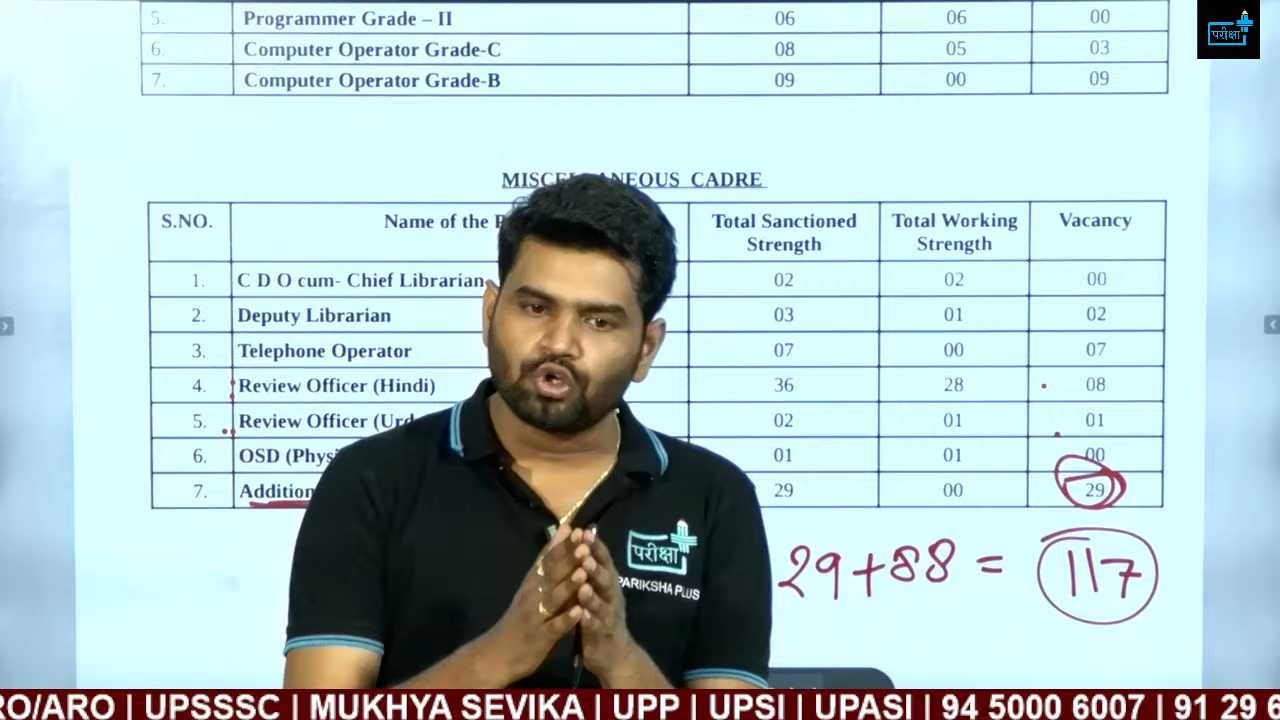 5. Programmer Grade – II 06 06 00
6. Computer Operator Grade-C 08 05 03
7. Computer Operator Grade-B 09 00 09
परीक्षा
MISCELLANEOUS CADRE
S.NO. Name of the Total Sanctioned Strength Total Working Strength Vacancy
1. C D O cum- Chief Librarian 02 02 00
2. Deputy Librarian 03 01 02
3. Telephone Operator 07 00 07
4. Review Officer (Hindi) 36 28 08
5. Review Officer 02 01 01
6. OSD 01 01 00
7. 29 00 29
29+88 = 117
परीक्षा
PARIKSHA PLUS
RO/ARO | UPSSSC | MUKHYA SEVIKA | UPP | UPSI | UPASI | 94 5000 6007 | 91 29 6